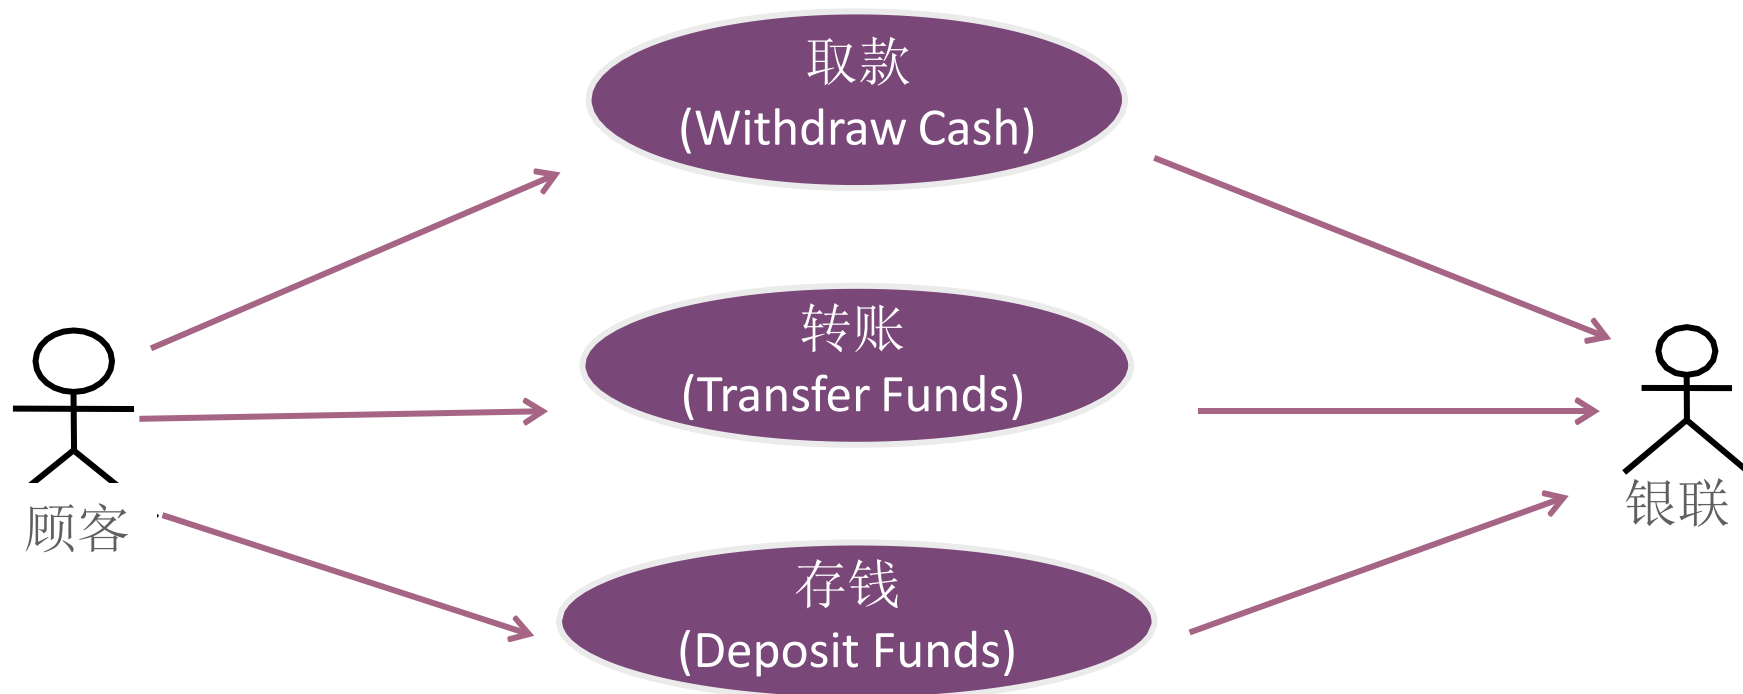 取款
(Withdraw Cash)
转账
(Transfer Funds)
顾客
银联
存钱
(Deposit Funds)